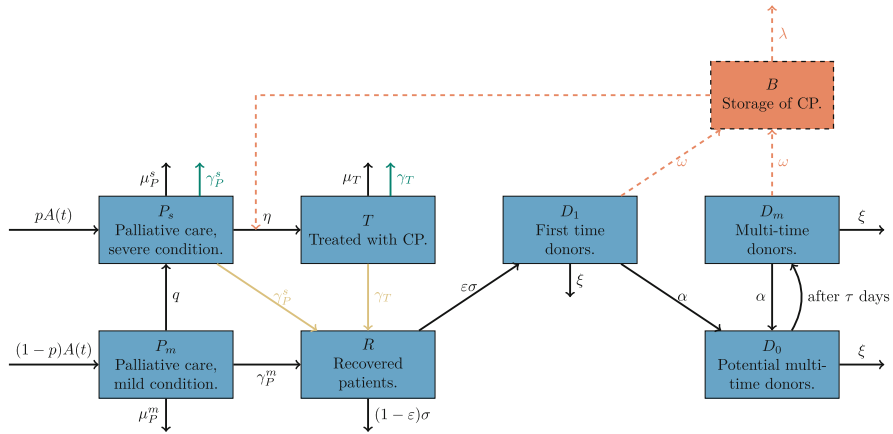 λ
B
Storage of CP.
μ_P^s
γ_P^s
μ_T
γ_T
ω
ω
pA(t)
P_s
Palliative care,
severe condition.
η
T
Treated with CP.
D_1
First time
donors.
D_m
Multi-time
donors.
ξ
q
γ_P^s
γ_T
εσ
ξ
α
α
after τ days
(1 − p)A(t)
P_m
Palliative care,
mild condition.
γ_P^m
R
Recovered
patients.
D_0
Potential multi-
time donors.
ξ
μ_P^m
(1 − ε)σ